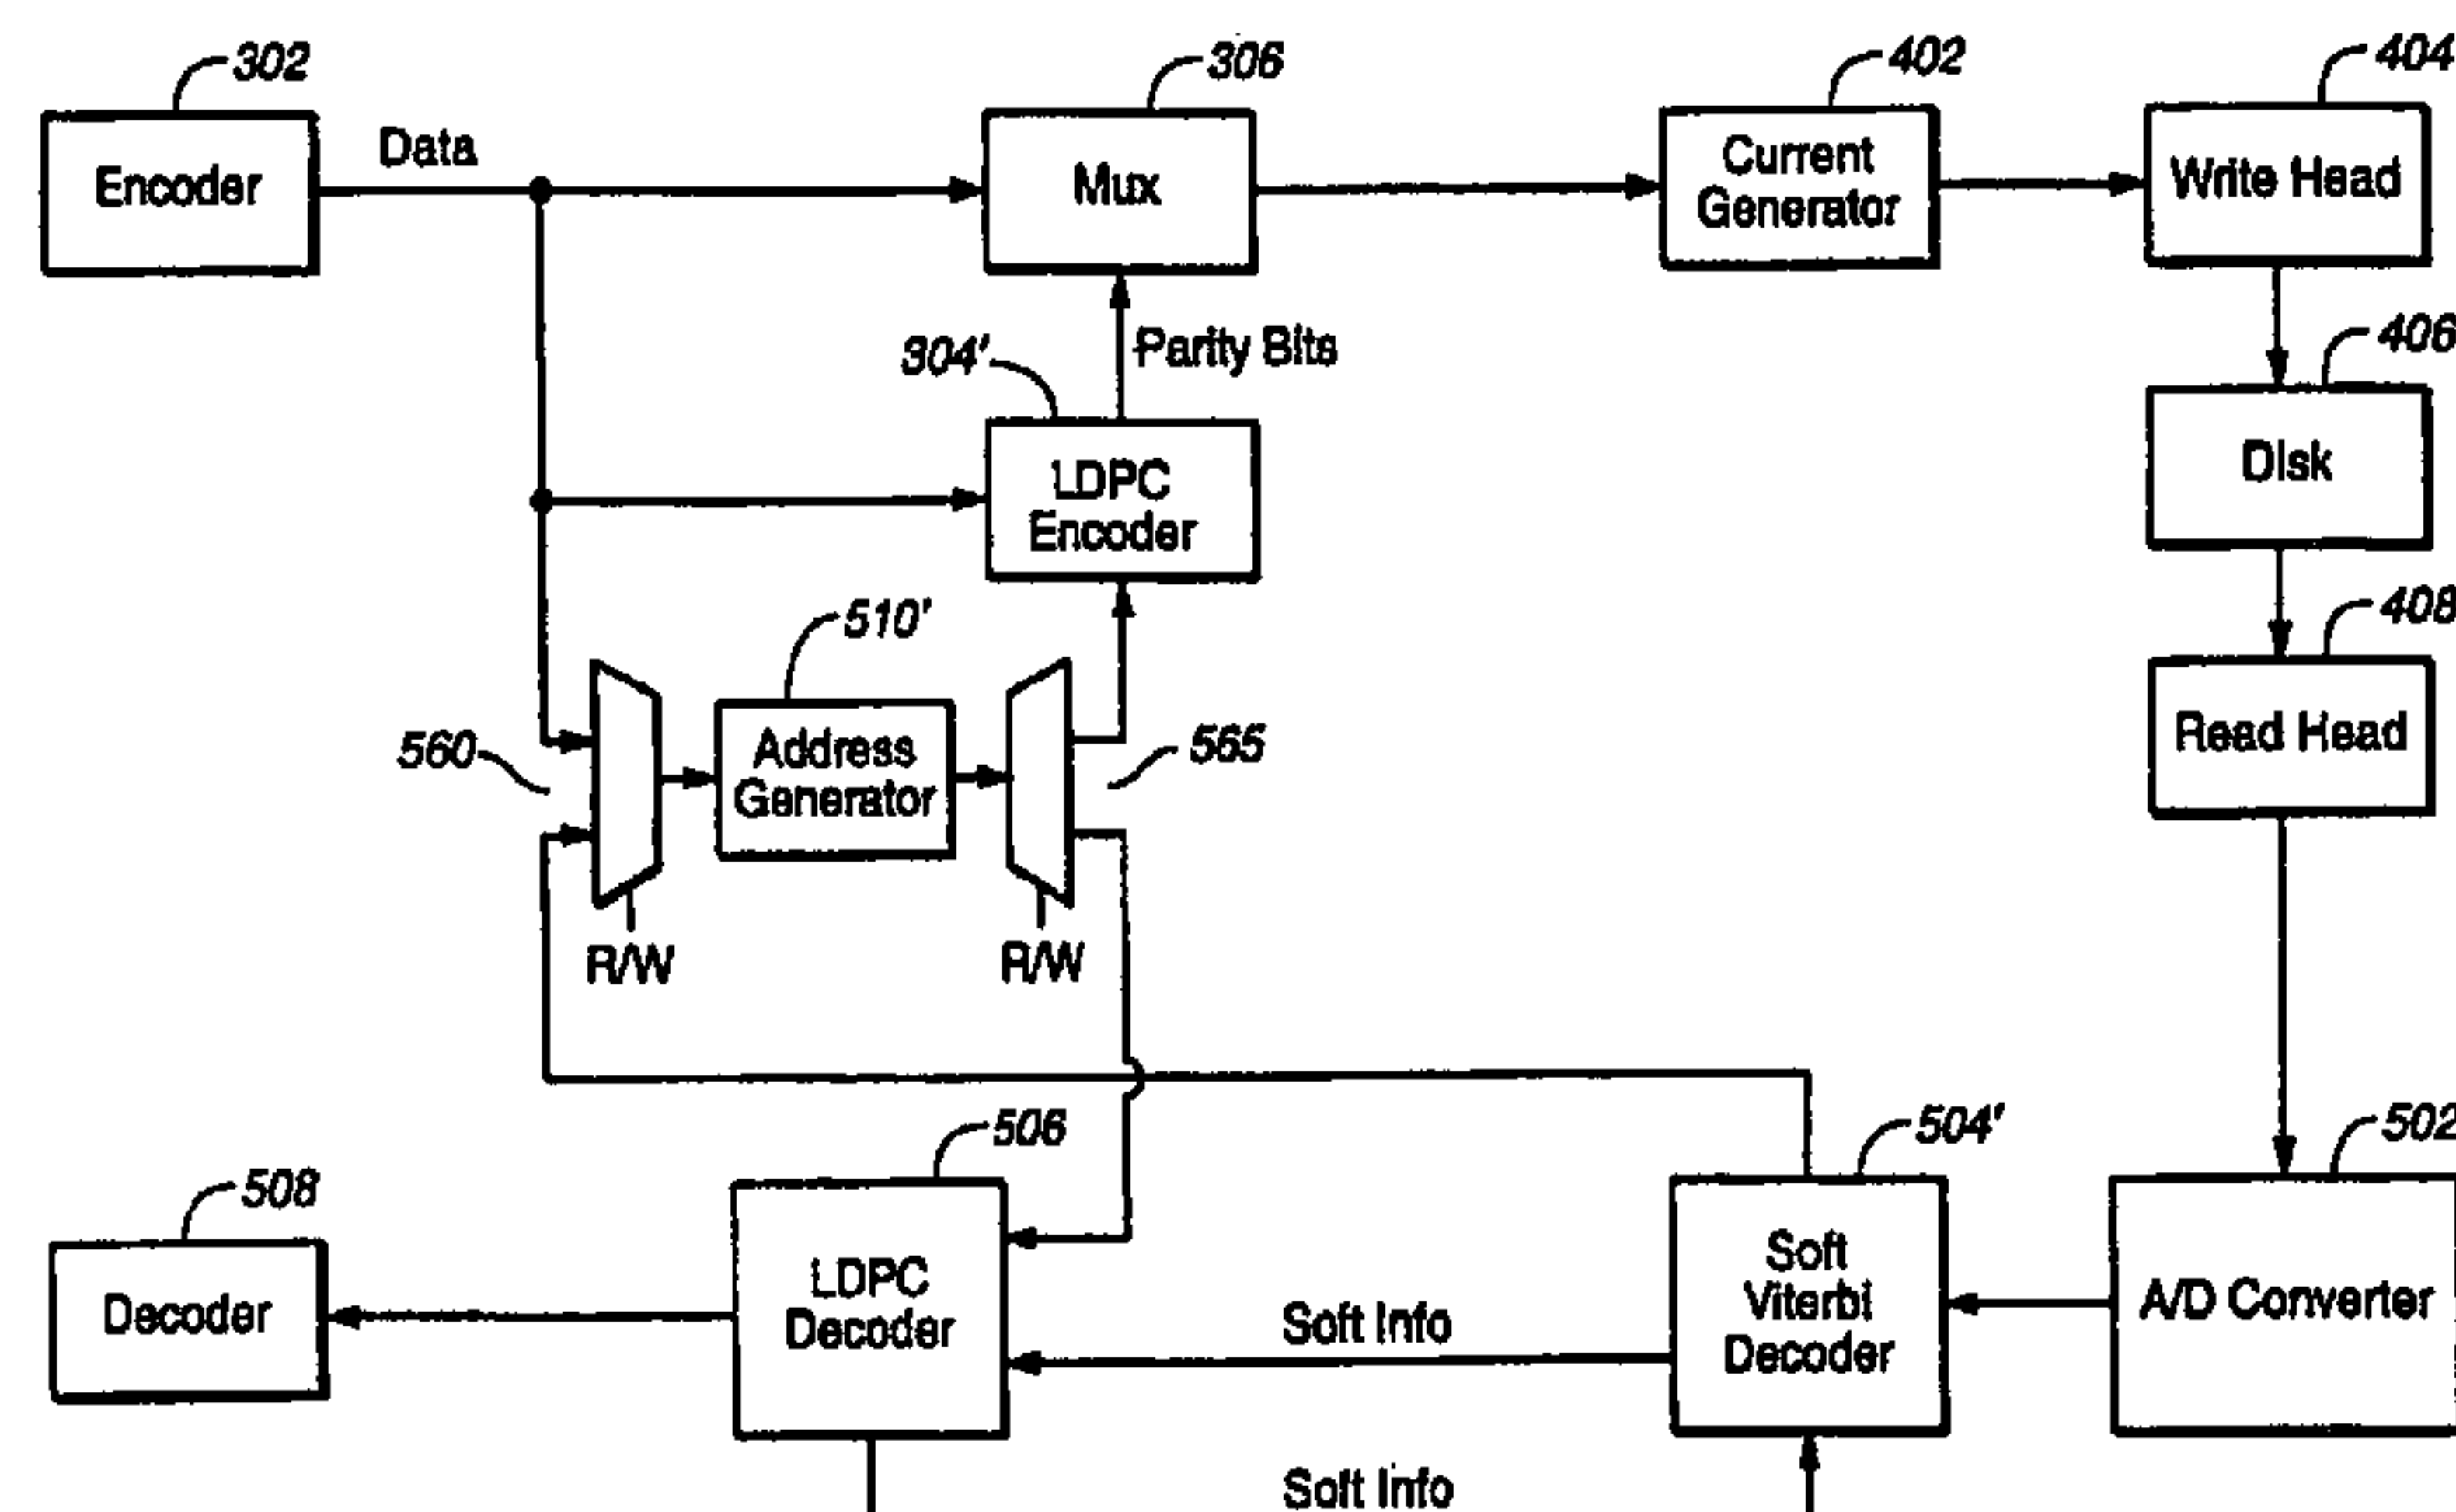 302
306
402
404
Encoder
Data
Mux
Current
Generator
Write Head
304'
Parity Bits
406
LDPC
Encoder
Disk
510'
408
560
Address
Generator
565
Read Head
R/W
R/W
506
504'
502
508
Decoder
LDPC
Decoder
Soft Info
Soft
Viterbi
Decoder
A/D Converter
Soft Info